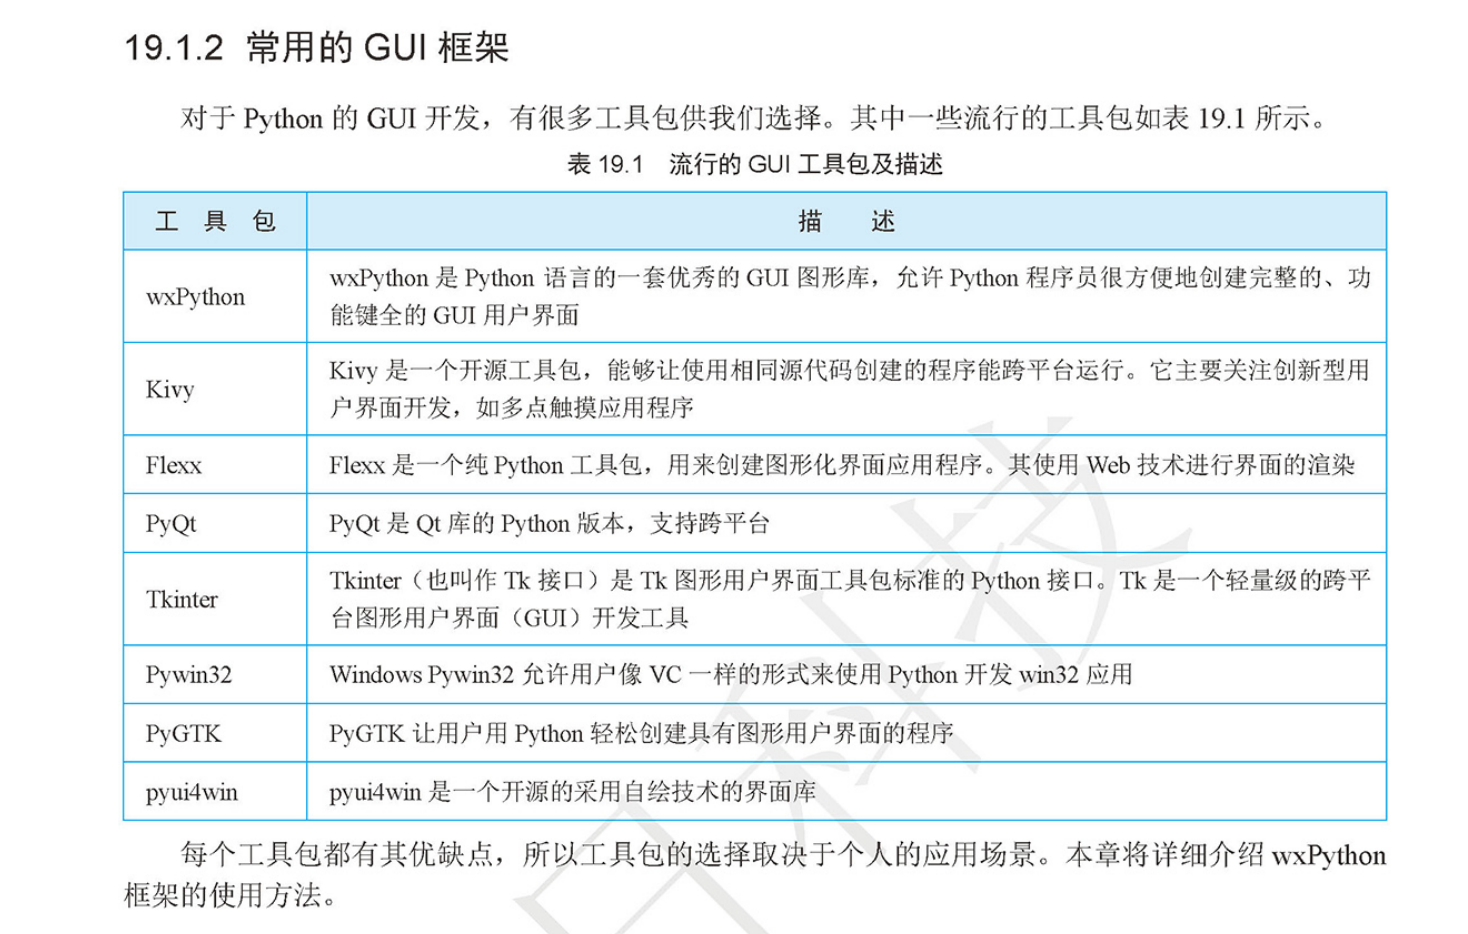 19.1.2 常用的 GUI 框架
对于 Python 的 GUI 开发，有很多工具包供我们选择。其中一些流行的工具包如表 19.1 所示。
表 19.1 流行的 GUI 工具包及描述
工 具 包 描 述
wxPython
wxPython 是 Python 语言的一套优秀的 GUI 图形库，允许 Python 程序员很方便地创建完整的、功
能键全的 GUI 用户界面
Kivy
Kivy 是一个开源工具包，能够让使用相同源代码创建的程序能跨平台运行。它主要关注创新型用
户界面开发，如多点触摸应用程序
Flexx Flexx 是一个纯 Python 工具包，用来创建图形化界面应用程序。其使用 Web 技术进行界面的渲染
PyQt PyQt 是 Qt 库的 Python 版本，支持跨平台
Tkinter
Tkinter（也叫作 Tk 接口）是 Tk 图形用户界面工具包标准的 Python 接口。Tk 是一个轻量级的跨平
台图形用户界面（GUI）开发工具
Pywin32 Windows Pywin32 允许用户像 VC 一样的形式来使用 Python 开发 win32 应用
PyGTK PyGTK 让用户用 Python 轻松创建具有图形用户界面的程序
pyui4win pyui4win 是一个开源的采用自绘技术的界面库
每个工具包都有其优缺点，所以工具包的选择取决于个人的应用场景。本章将详细介绍 wxPython
框架的使用方法。
日科技